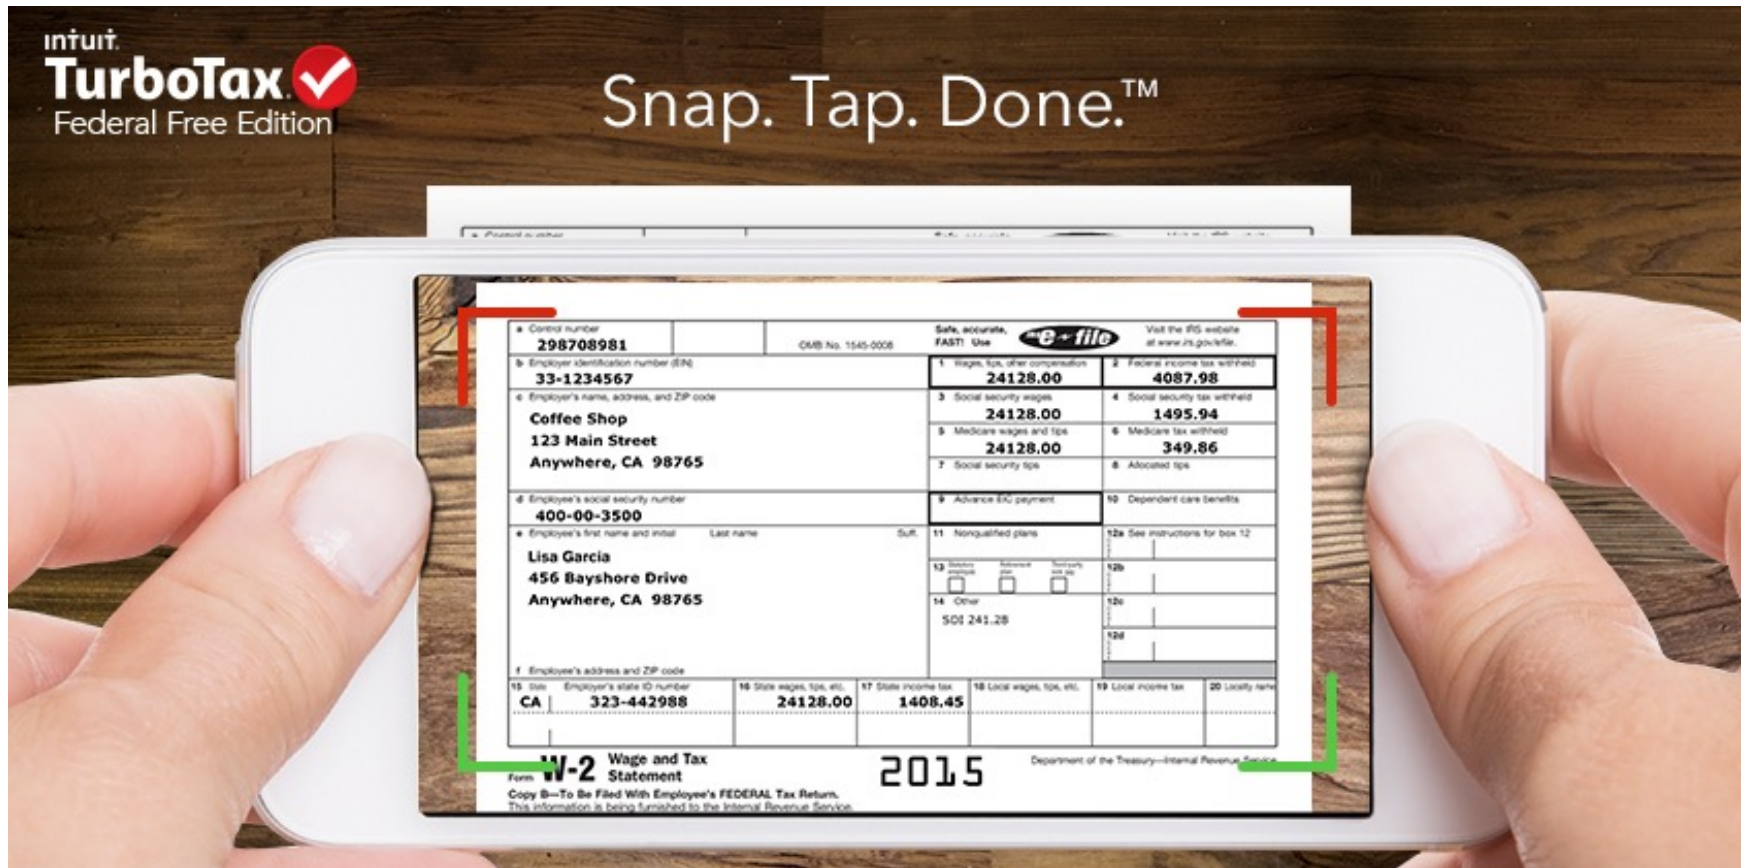 ıntuıt.
TurboTax
Federal Free Edition
Snap. Tap. Done.™
a Control number
298708981
OMB No. 1545-0008
Safe, accurate,
FAST! Use
e~file
Visit the IRS website
at www.irs.gov/efile.
b Employer identification number (EIN)
33-1234567
1 Wages, tips, other compensation
24128.00
2 Federal income tax withheld
4087.98
c Employer's name, address, and ZIP code
Coffee Shop
123 Main Street
Anywhere, CA 98765
3 Social security wages
24128.00
4 Social security tax withheld
1495.94
5 Medicare wages and tips
24128.00
6 Medicare tax withheld
349.86
7 Social security tips
8 Allocated tips
d Employee's social security number
400-00-3500
9 Advance EIC payment
10 Dependent care benefits
e Employee's first name and initial Last name Suff.
Lisa Garcia
456 Bayshore Drive
Anywhere, CA 98765
11 Nonqualified plans
12a See instructions for box 12
13 Statutory employee Retirement plan Third-party sick pay
12b
14 Other
SDI 241.28
12c
12d
f Employee's address and ZIP code
15 State Employer's state ID number
CA 323-442988
16 State wages, tips, etc.
24128.00
17 State income tax
1408.45
18 Local wages, tips, etc.
19 Local income tax
20 Locality name
Form W-2 Wage and Tax
Statement
2015
Department of the Treasury—Internal Revenue Service
Copy B—To Be Filed With Employee's FEDERAL Tax Return.
This information is being furnished to the Internal Revenue Service.